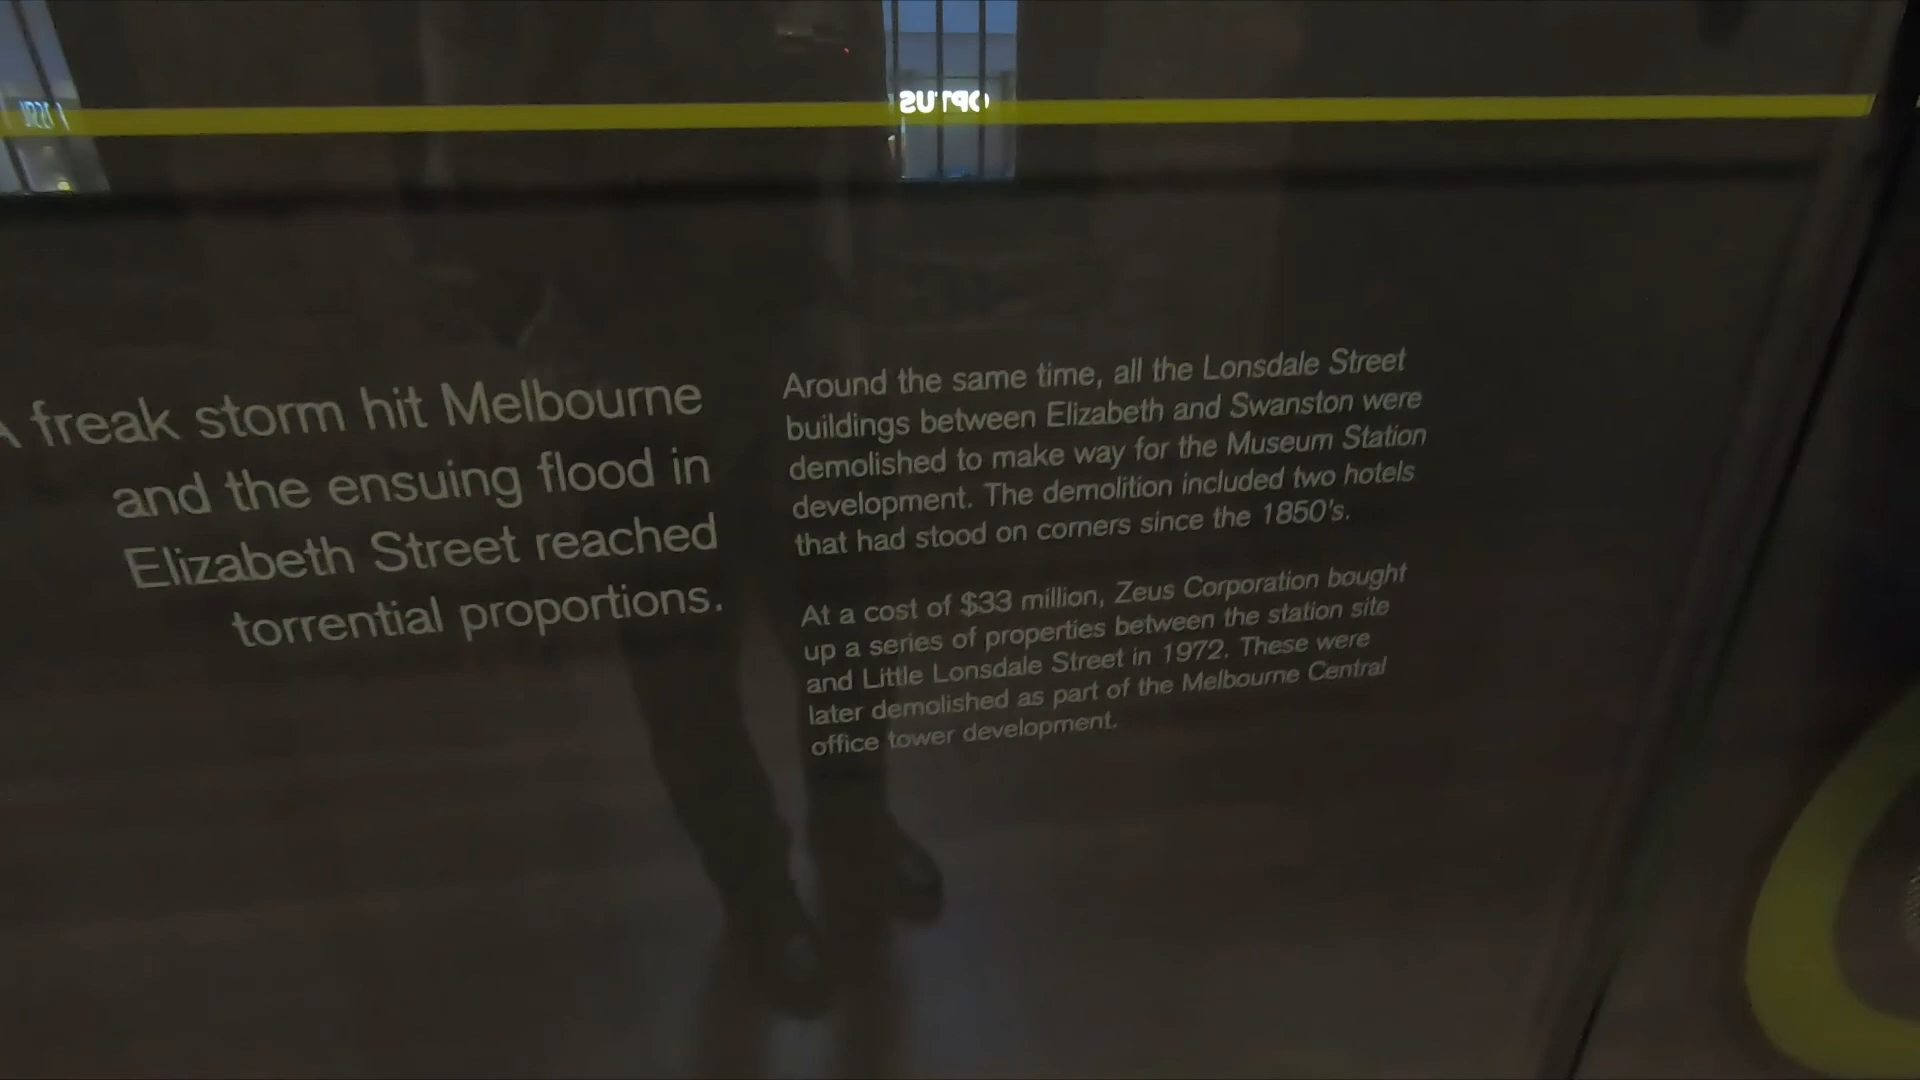 A freak storm hit Melbourne
and the ensuing flood in
Elizabeth Street reached
torrential proportions.
Around the same time, all the Lonsdale Street
buildings between Elizabeth and Swanston were
demolished to make way for the Museum Station
development. The demolition included two hotels
that had stood on corners since the 1850's.
At a cost of $33 million, Zeus Corporation bought
up a series of properties between the station site
and Little Lonsdale Street in 1972. These were
later demolished as part of the Melbourne Central
office tower development.
OPTUS